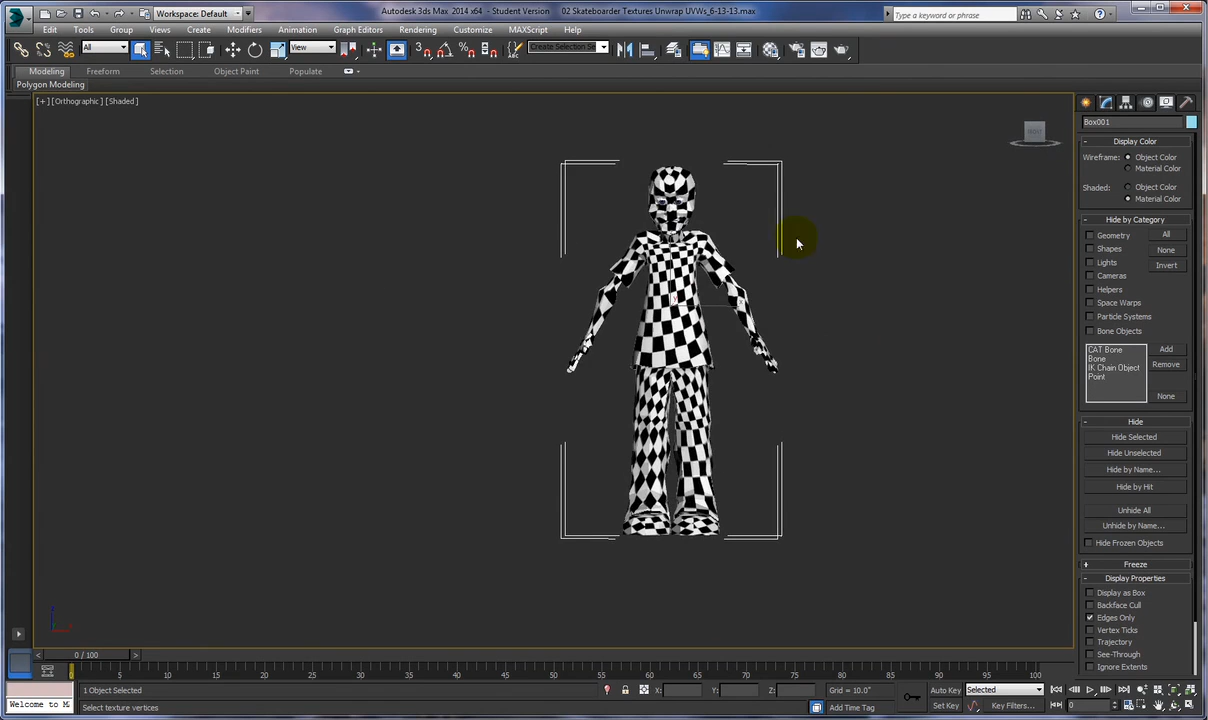 Autodesk 3ds Max 2014 x64 - Student Version 02 Skateboarder Textures Unwrap UVWs_6-13-13.max
Workspace: Default
Type a keyword or phrase
Edit Tools Group Views Create Modifiers Animation Graph Editors Rendering Customize MAXScript Help
All
View
Create Selection Se
Modeling Freeform Selection Object Paint Populate
Polygon Modeling
[+] [Orthographic] [Shaded]
Box001
Display Color
Wireframe: Object Color
Material Color
Shaded: Object Color
Material Color
Hide by Category
Geometry All
Shapes None
Lights Invert
Cameras
Helpers
Space Warps
Particle Systems
Bone Objects
CAT Bone Add
Bone
IK Chain Object Remove
Point
None
Hide
Hide Selected
Hide Unselected
Hide by Name...
Hide by Hit
Unhide All
Unhide by Name...
Hide Frozen Objects
Freeze
Display Properties
Display as Box
Backface Cull
Edges Only
Vertex Ticks
Trajectory
See-Through
Ignore Extents
0 / 100
0 5 10 15 20 25 30 35 40 45 50 55 60 65 70 75 80 85 90 95 100
1 Object Selected X: Y: Z: Grid = 10.0" Auto Key Selected
Welcome to M Select texture vertices Add Time Tag Set Key Key Filters... 0